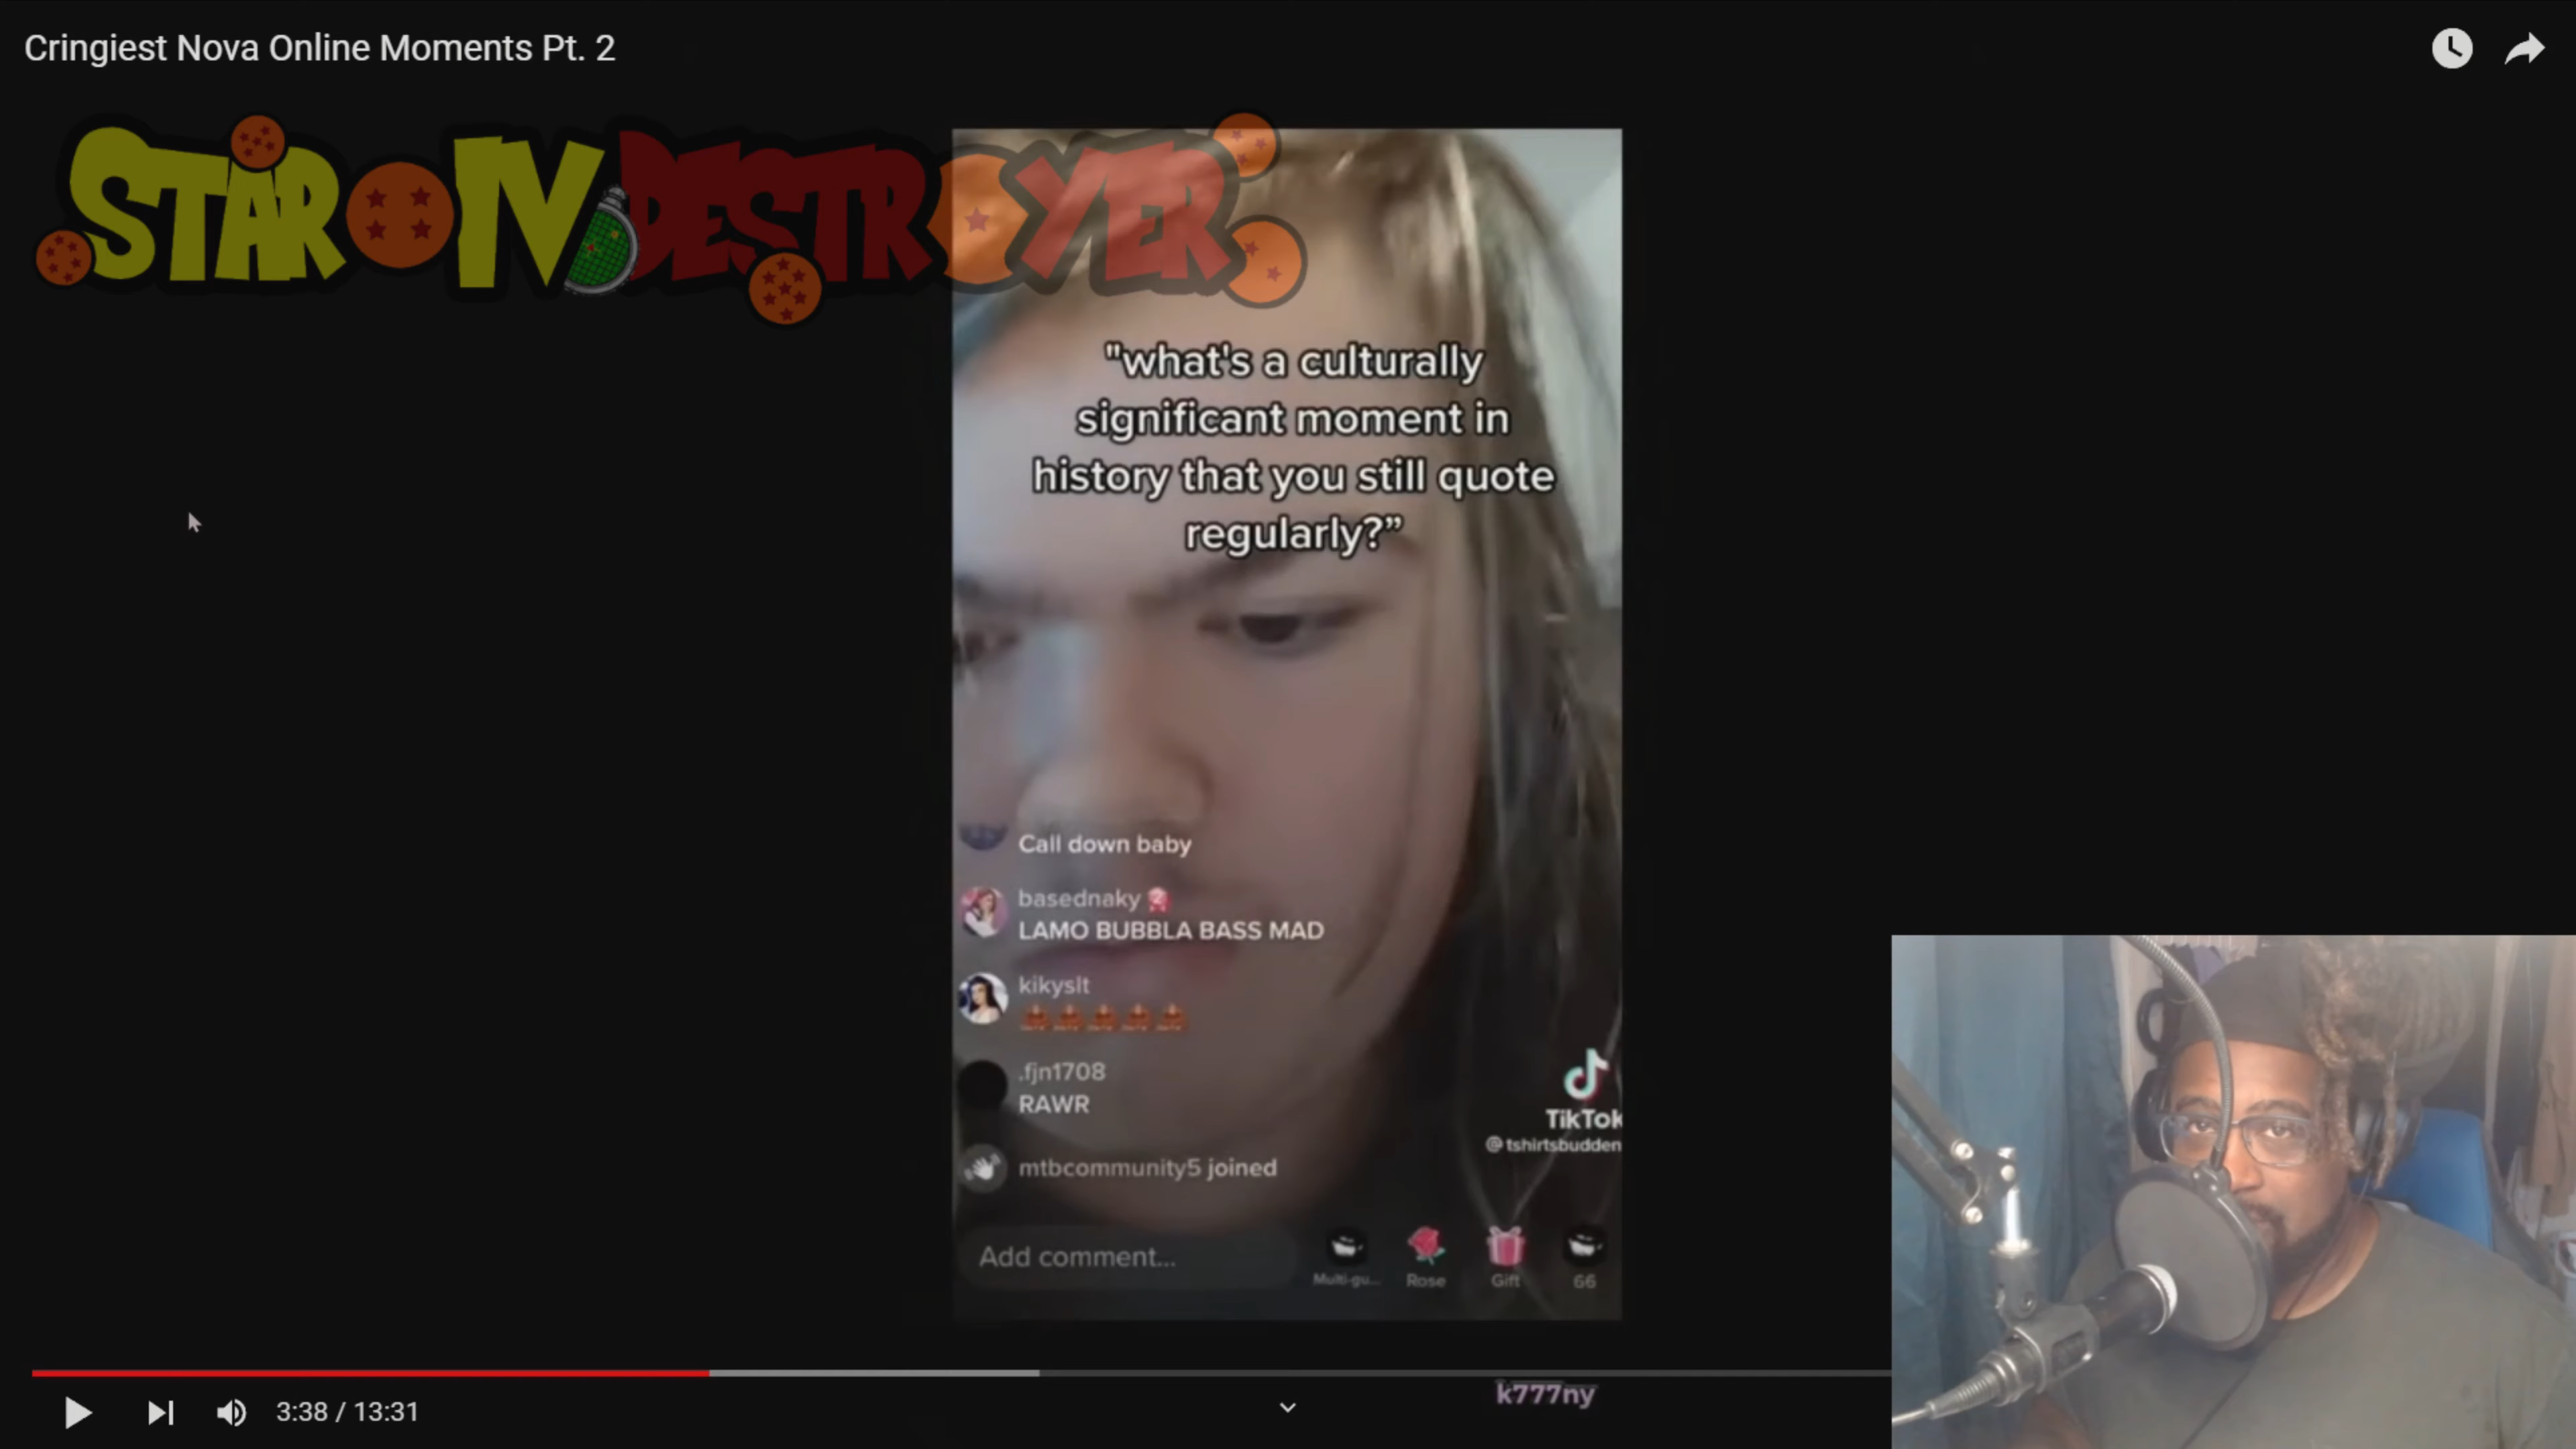 Cringiest Nova Online Moments Pt. 2
STAR IV DESTROYER
"what's a culturally
significant moment in
history that you still quote
regularly?”
Call down baby
basednaky
LAMO BUBBLA BASS MAD
kikyslt
.fjn1708
RAWR
mtbcommunity5 joined
TikTok
@tshirtsbudden
Add comment...
Multi-gu...
Rose
Gift
66
k777ny
3:38 / 13:31